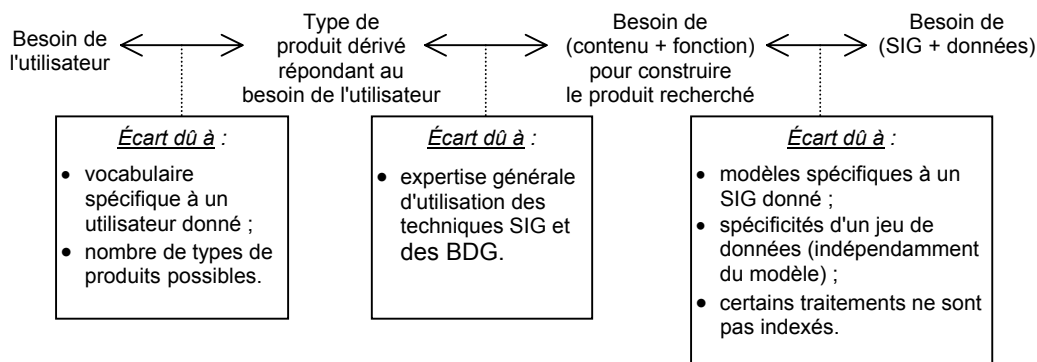 Besoin de
l'utilisateur
Type de
produit dérivé
répondant au
besoin de l'utilisateur
Besoin de
(contenu + fonction)
pour construire
le produit recherché
Besoin de
(SIG + données)
Écart dû à :
• vocabulaire
spécifique à un
utilisateur donné ;
• nombre de types de
produits possibles.
Écart dû à :
• expertise générale
d'utilisation des
techniques SIG et
des BDG.
Écart dû à :
• modèles spécifiques à un
SIG donné ;
• spécificités d'un jeu de
données (indépendamment
du modèle) ;
• certains traitements ne sont
pas indexés.